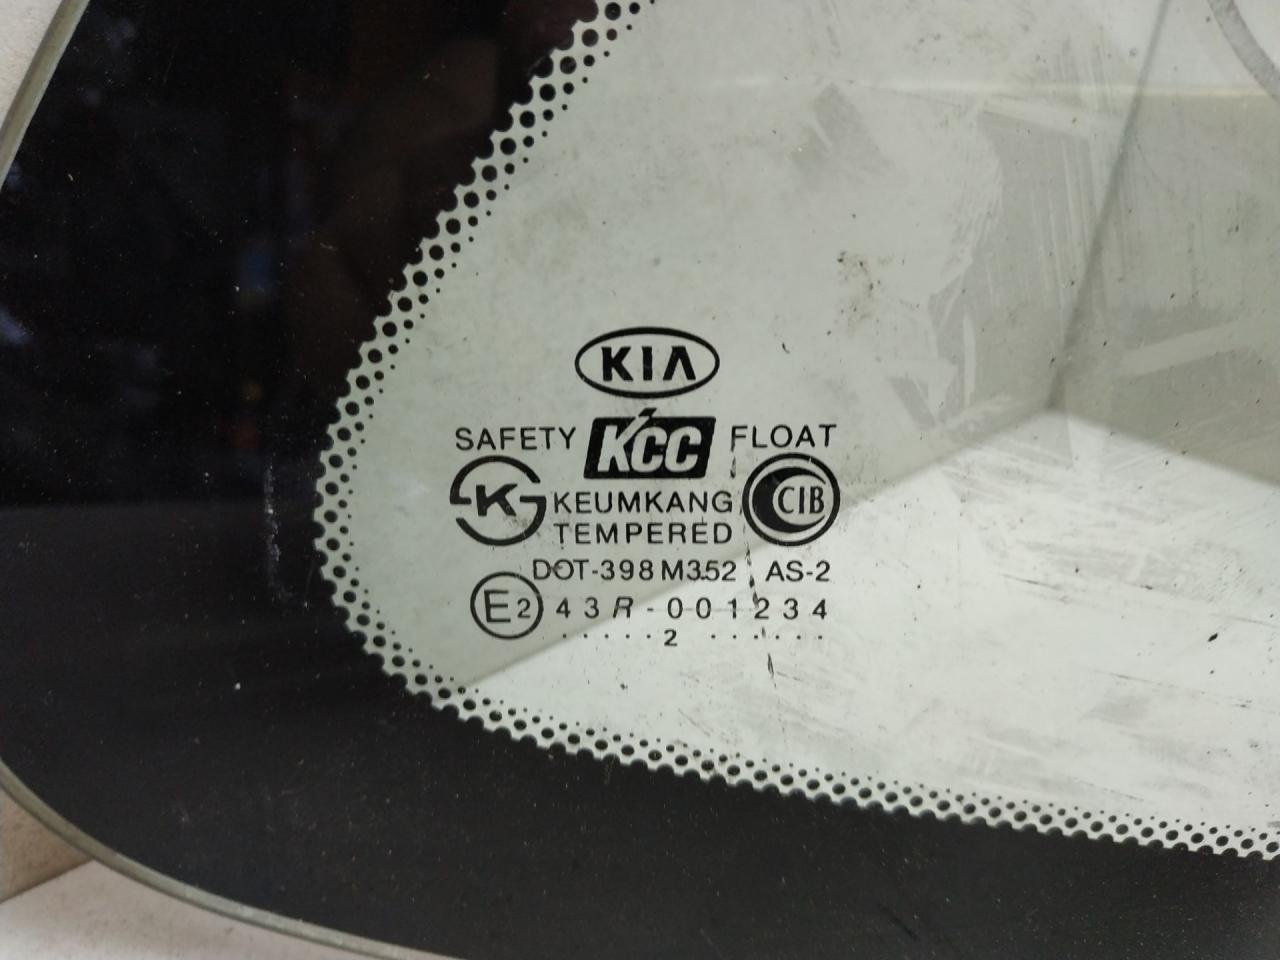 KIA
SAFETY KCC FLOAT
K KEUMKANG CIB
TEMPERED
DOT-398 M352 AS-2
E2 43R-001234
.....2 ......